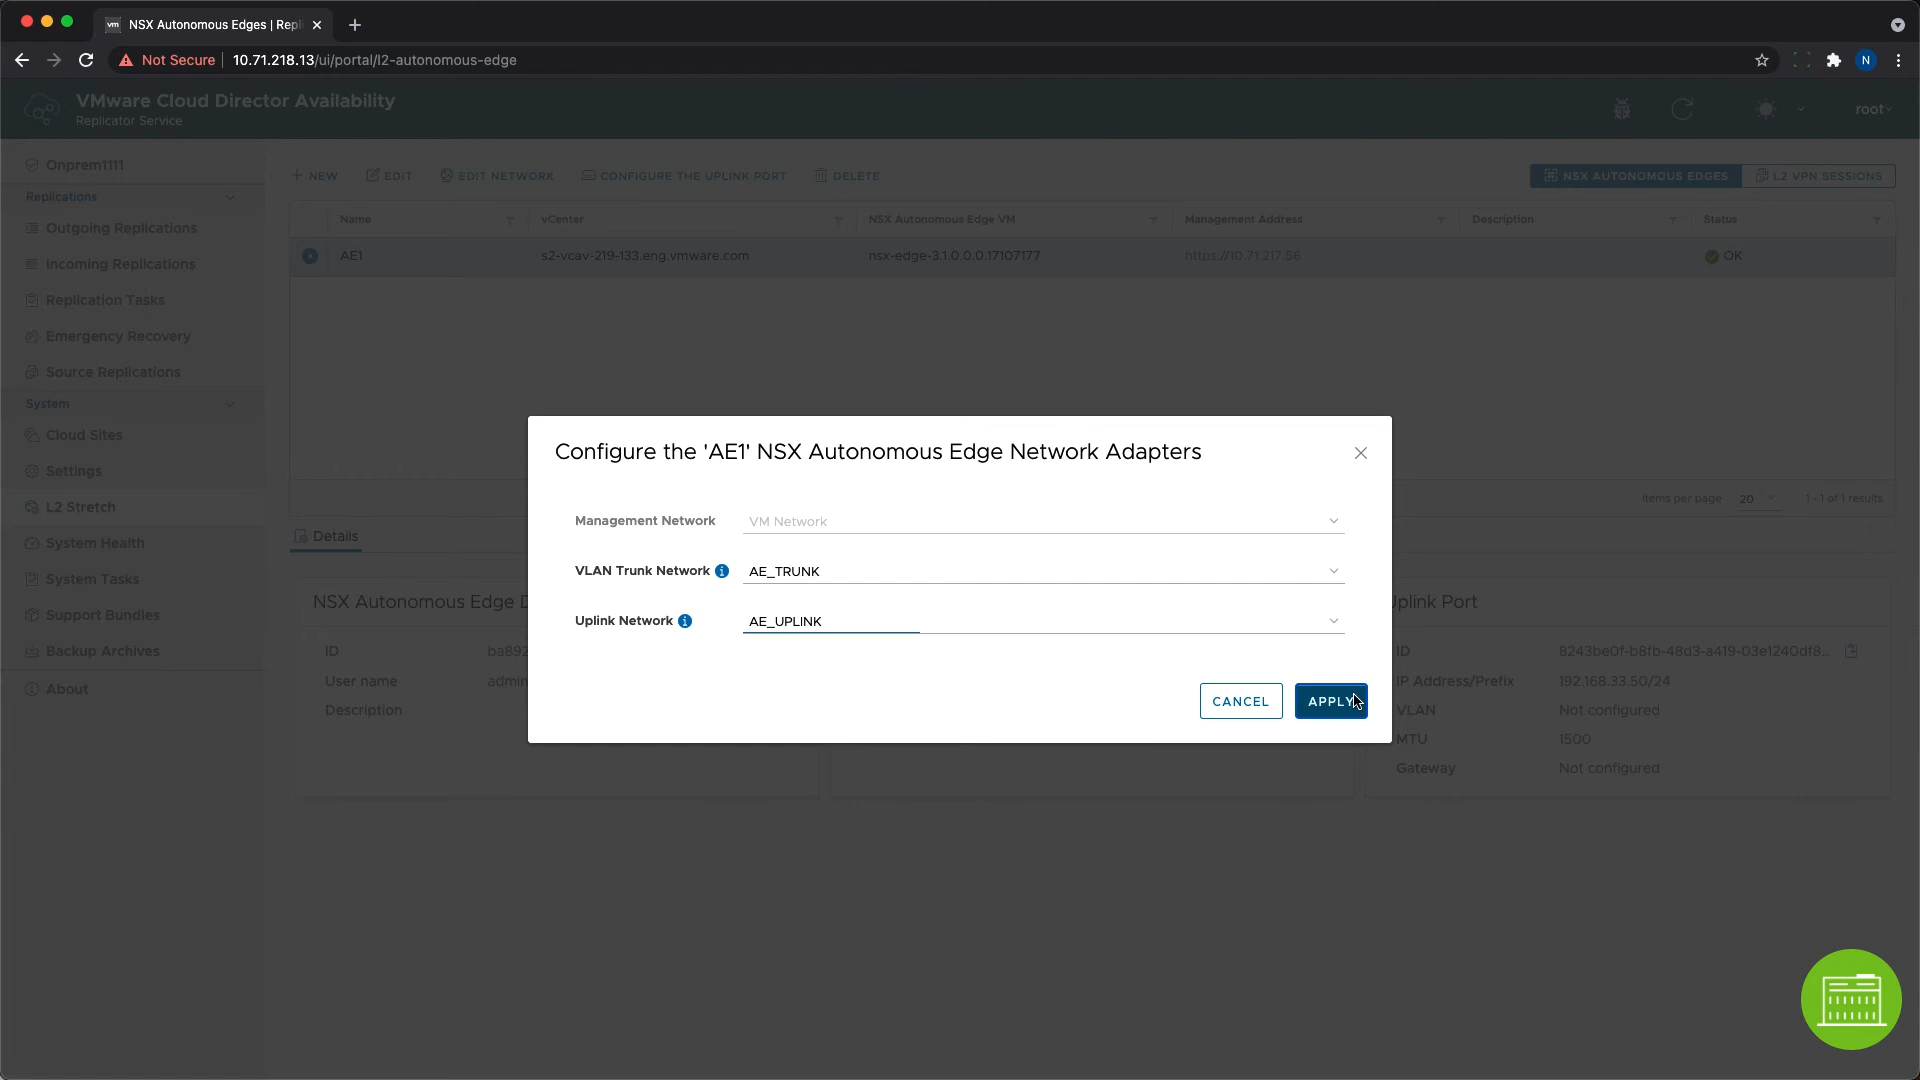 vm NSX Autonomous Edges | Repl
Not Secure 10.71.218.13/ui/portal/l2-autonomous-edge
N
VMware Cloud Director Availability
Replicator Service
root
Onprem1111
Replications
Outgoing Replications
Incoming Replications
Replication Tasks
Emergency Recovery
Source Replications
System
Cloud Sites
Settings
L2 Stretch
System Health
System Tasks
Support Bundles
Backup Archives
About
NEW EDIT EDIT NETWORK CONFIGURE THE UPLINK PORT DELETE
NSX AUTONOMOUS EDGES L2 VPN SESSIONS
Name vCenter NSX Autonomous Edge VM Management Address Description Status
AE1 s2-vcav-219-133.eng.vmware.com nsx-edge-3.1.0.0.0.17107177 https://10.71.217.56 OK
Items per page 20 1 - 1 of 1 results
Details
Configure the 'AE1' NSX Autonomous Edge Network Adapters
Management Network VM Network
VLAN Trunk Network AE_TRUNK
Uplink Network AE_UPLINK
CANCEL APPLY
NSX Autonomous Edge D
ID ba892
User name admin
Description
Uplink Port
ID 8243be0f-b8fb-48d3-a419-03e1240df8...
IP Address/Prefix 192.168.33.50/24
VLAN Not configured
MTU 1500
Gateway Not configured